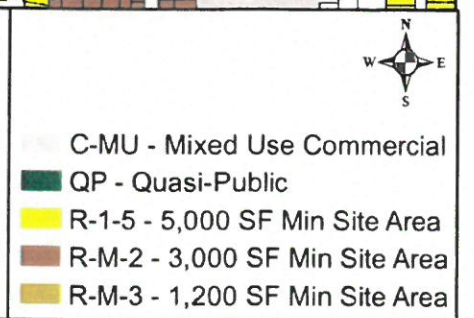 N
W E
S
C-MU - Mixed Use Commercial
QP - Quasi-Public
R-1-5 - 5,000 SF Min Site Area
R-M-2 - 3,000 SF Min Site Area
R-M-3 - 1,200 SF Min Site Area